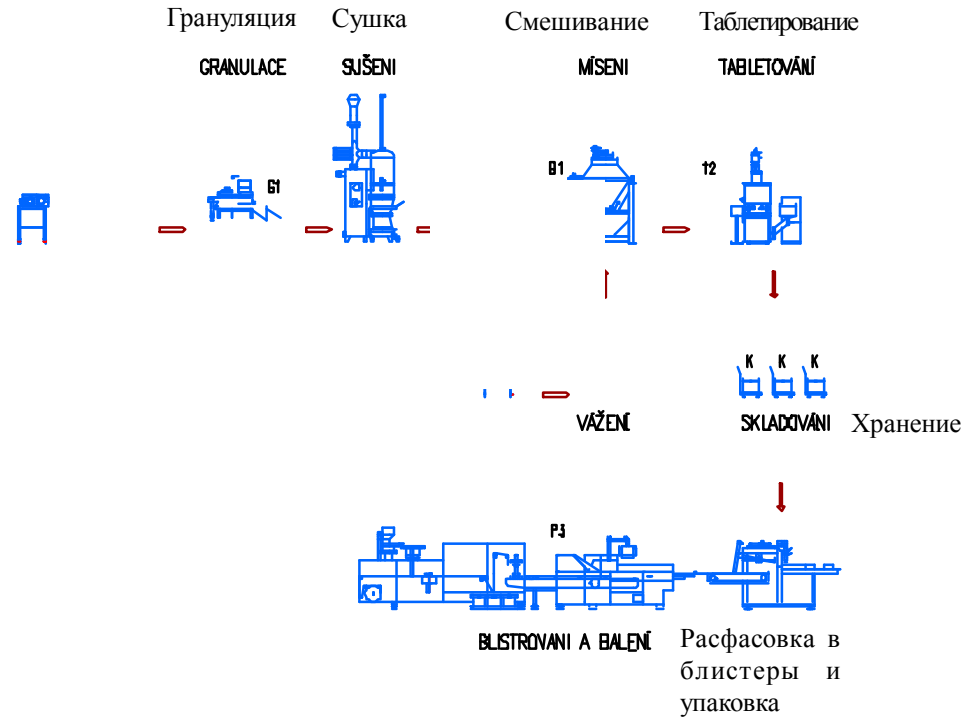 Грануляция Сушка Смешивание Таблетирование
GRANULACE SUŠENI MÍSENI TABLETOVÁNÍ
G1 B1 t2
K K K
VÁŽENÍ SKLADOVÁNI Хранение
P3
BLISTROVANI A BALENÍ
Расфасовка в
блистеры и
упаковка